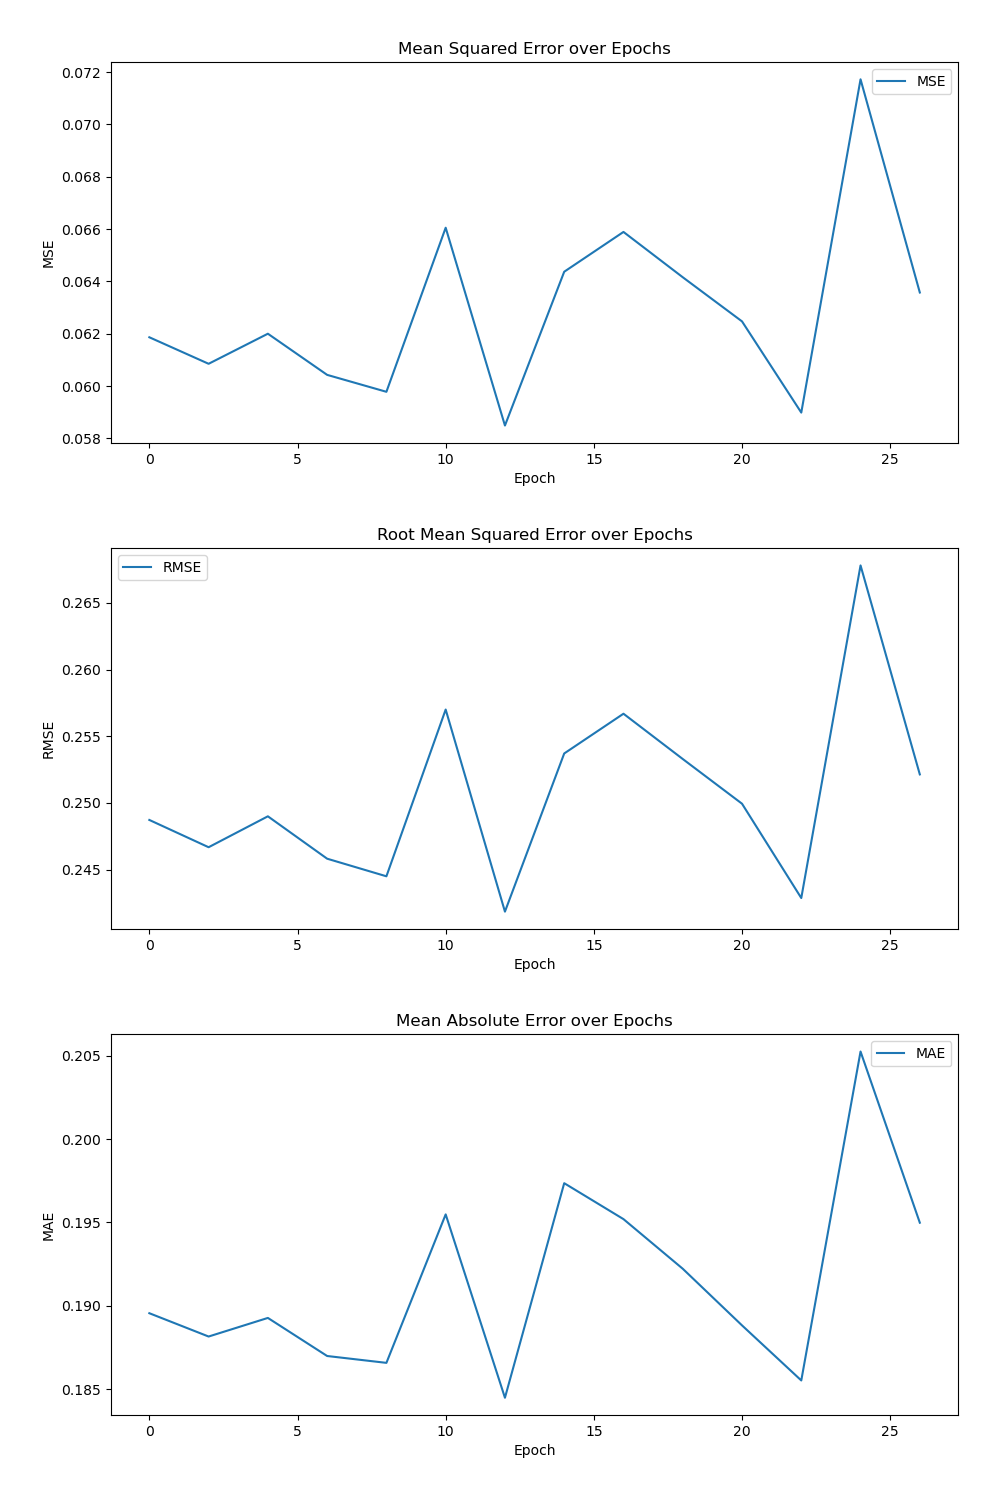 Mean Squared Error over Epochs
MSE
0.072
0.070
0.068
0.066
0.064
0.062
0.060
0.058
MSE
0 5 10 15 20 25
Epoch
Root Mean Squared Error over Epochs
RMSE
0.265
0.260
0.255
0.250
0.245
RMSE
0 5 10 15 20 25
Epoch
Mean Absolute Error over Epochs
MAE
0.205
0.200
0.195
0.190
0.185
MAE
0 5 10 15 20 25
Epoch